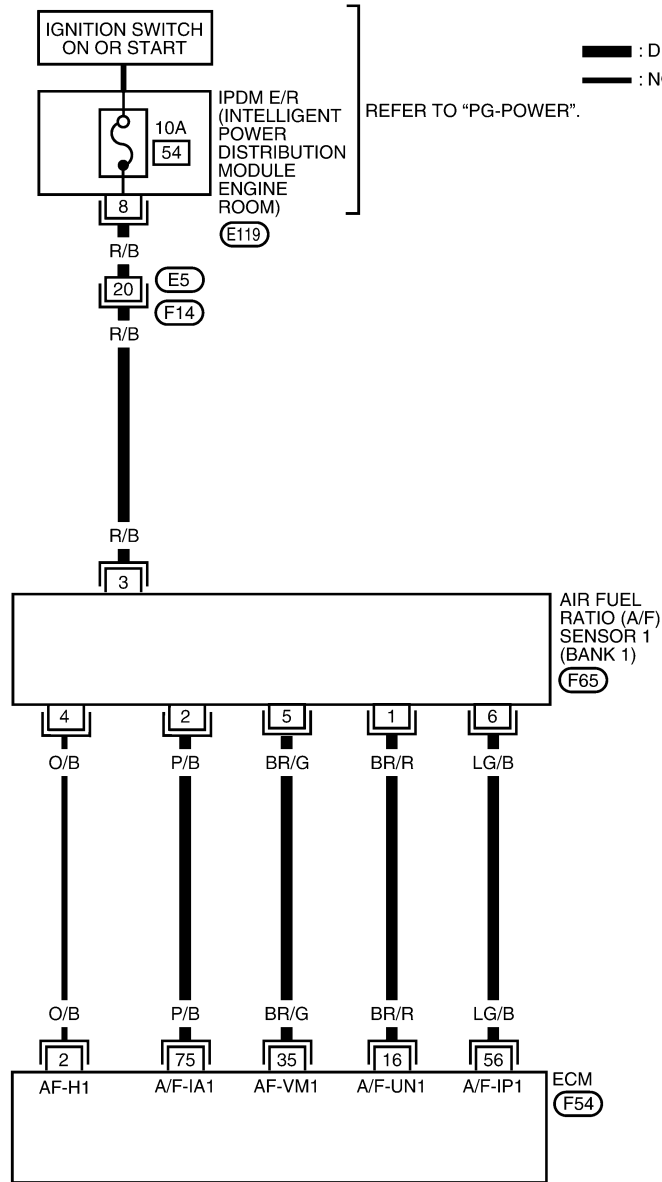 IGNITION SWITCH
ON OR START
: D
: N
IPDM E/R
(INTELLIGENT
POWER
DISTRIBUTION
MODULE
ENGINE
ROOM)
REFER TO “PG-POWER”.
10A
54
8
E119
R/B
20
E5
F14
R/B
R/B
3
AIR FUEL
RATIO (A/F)
SENSOR 1
(BANK 1)
F65
4 2 5 1 6
O/B P/B BR/G BR/R LG/B
O/B P/B BR/G BR/R LG/B
2 75 35 16 56
AF-H1 A/F-IA1 AF-VM1 A/F-UN1 A/F-IP1
ECM
F54